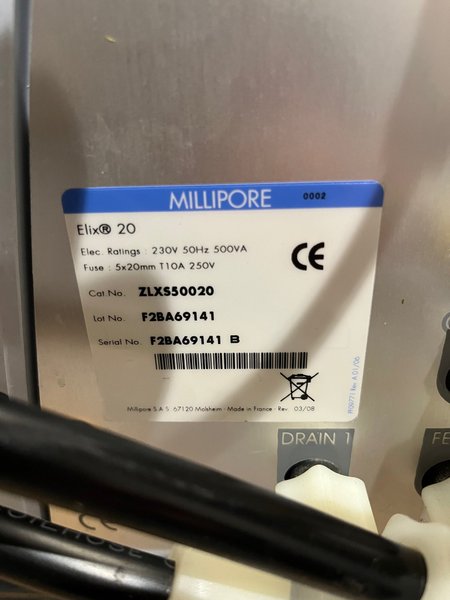 MILLIPORE 0002
Elix® 20
Elec. Ratings : 230V 50Hz 500VA
Fuse : 5x20mm T10A 250V
CE
Cat.No. ZLXS50020
Lot No. F2BA69141
Serial No. F2BA69141 B
Millipore S.A.S. 67120 Molsheim - Made in France - Rev. 03/08
DRAIN 1
FE